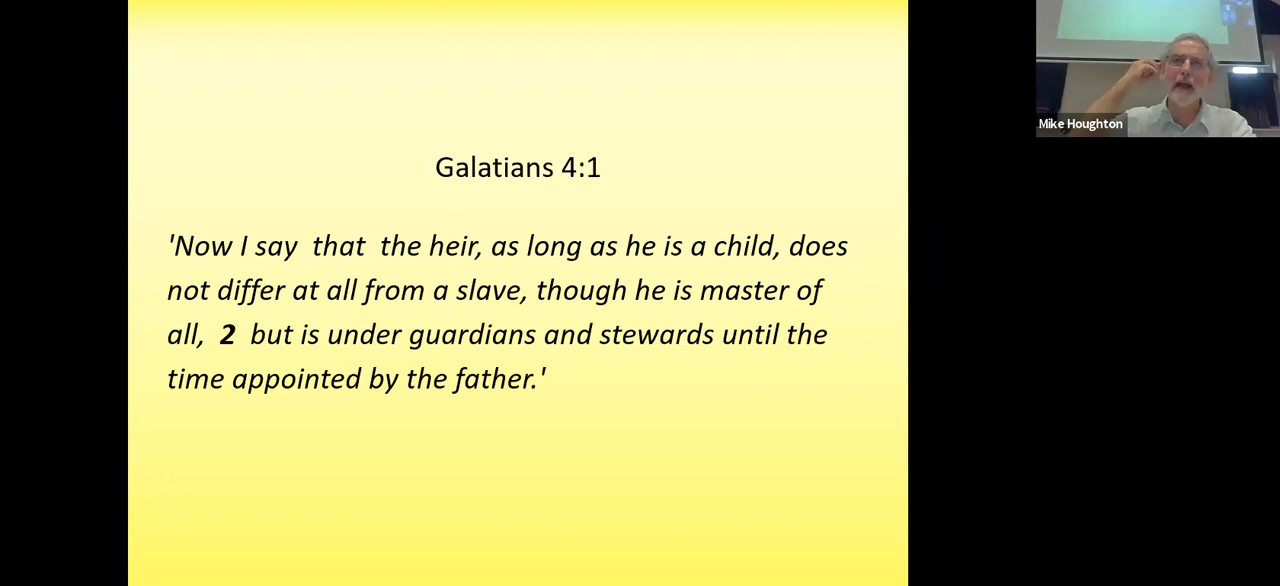 Galatians 4:1
'Now I say that the heir, as long as he is a child, does
not differ at all from a slave, though he is master of
all, 2 but is under guardians and stewards until the
time appointed by the father.'
Mike Houghton